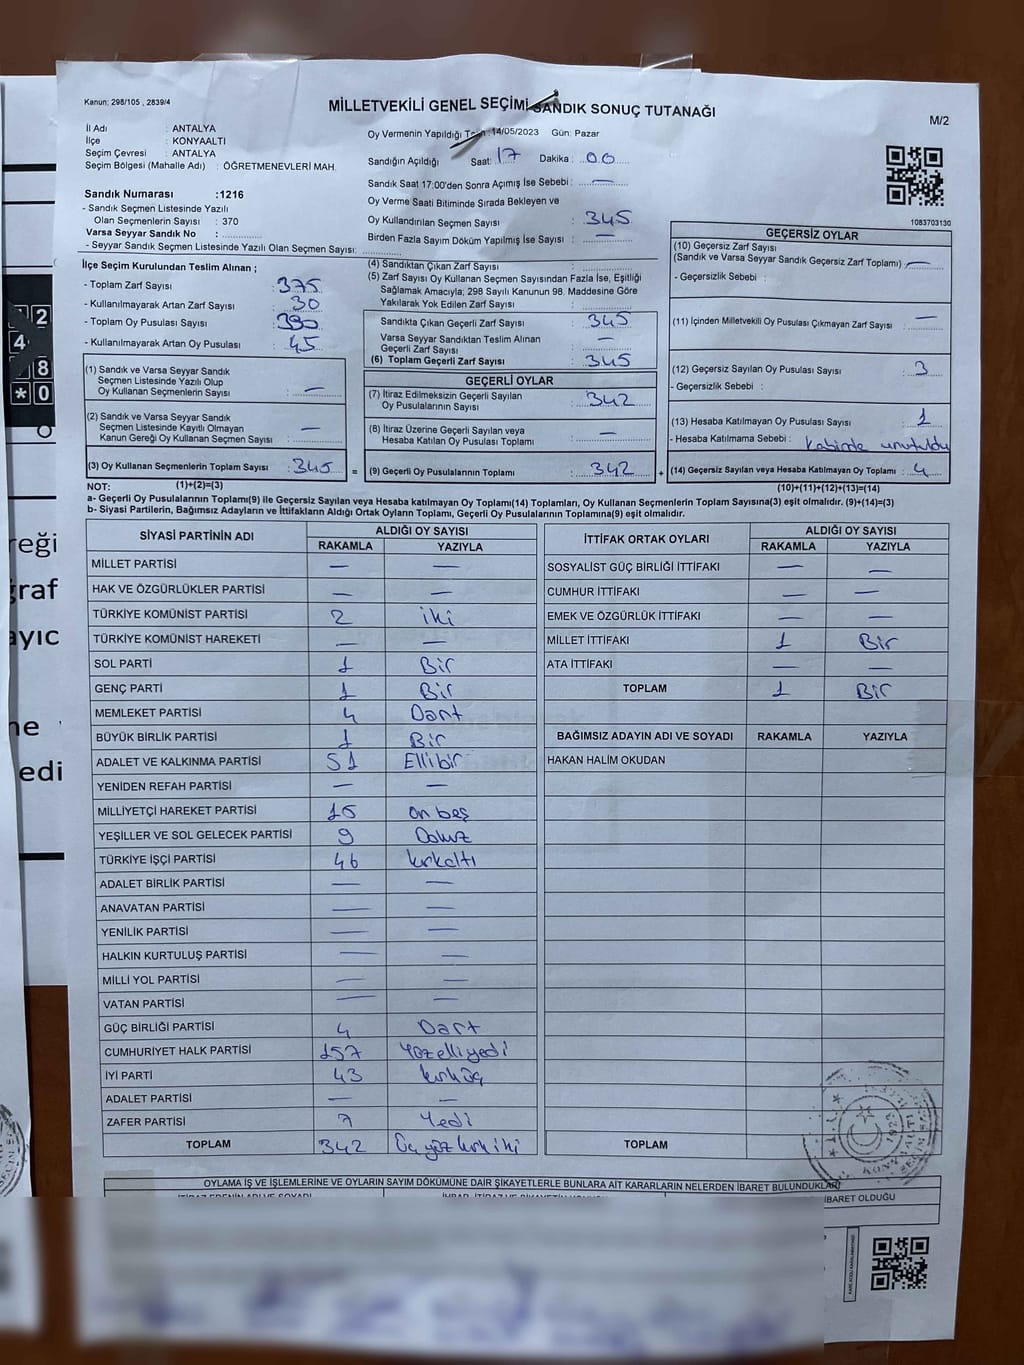 Kanun: 298/105 , 2839/4
MİLLETVEKİLİ GENEL SEÇİMİ SANDIK SONUÇ TUTANAĞI
M/2
İl Adı : ANTALYA
İlçe : KONYAALTI
Seçim Çevresi : ANTALYA
Seçim Bölgesi (Mahalle Adı) : ÖĞRETMENEVLERİ MAH.
Sandık Numarası :1216
- Sandık Seçmen Listesinde Yazılı
Olan Seçmenlerin Sayısı : 370
Varsa Seyyar Sandık No :
- Seyyar Sandık Seçmen Listesinde Yazılı Olan Seçmen Sayısı:
Oy Vermenin Yapıldığı :14/05/2023 Gün: Pazar
Sandığın Açıldığı Saat: 17 Dakika : 00
Sandık Saat 17:00'den Sonra Açımış İse Sebebi : —
Oy Verme Saati Bitiminde Sırada Bekleyen ve
Oy Kullandırılan Seçmen Sayısı : 345
Birden Fazla Sayım Döküm Yapılmış İse Sayısı : —
1083703130
İlçe Seçim Kurulundan Teslim Alınan ;
- Toplam Zarf Sayısı : 375
- Kullanılmayarak Artan Zarf Sayısı : 30
- Toplam Oy Pusulası Sayısı : 390
- Kullanılmayarak Artan Oy Pusulası : 45
(1) Sandık ve Varsa Seyyar Sandık
Seçmen Listesinde Yazılı Olup
Oy Kullanan Seçmenlerin Sayısı : —
(2) Sandık ve Varsa Seyyar Sandık
Seçmen Listesinde Kayıtlı Olmayan
Kanun Gereği Oy Kullanan Seçmen Sayısı : —
(3) Oy Kullanan Seçmenlerin Toplam Sayısı : 345
(1)+(2)=(3)
(4) Sandıktan Çıkan Zarf Sayısı :
(5) Zarf Sayısı Oy Kullanan Seçmen Sayısından Fazla İse, Eşitliği
Sağlamak Amacıyla; 298 Sayılı Kanunun 98. Maddesine Göre
Yakılarak Yok Edilen Zarf Sayısı :
Sandıkta Çıkan Geçerli Zarf Sayısı : 345
Varsa Seyyar Sandıktan Teslim Alınan
Geçerli Zarf Sayısı : —
(6) Toplam Geçerli Zarf Sayısı : 345
GEÇERLİ OYLAR
(7) İtiraz Edilmeksizin Geçerli Sayılan
Oy Pusulalarının Sayısı : 342
(8) İtiraz Üzerine Geçerli Sayılan veya
Hesaba Katılan Oy Pusulası Toplamı : —
= (9) Geçerli Oy Pusulalarının Toplamı : 342
GEÇERSİZ OYLAR
(10) Geçersiz Zarf Sayısı
(Sandık ve Varsa Seyyar Sandık Geçersiz Zarf Toplamı) : —
- Geçersizlik Sebebi :
(11) İçinden Milletvekili Oy Pusulası Çıkmayan Zarf Sayısı : —
(12) Geçersiz Sayılan Oy Pusulası Sayısı : 3
- Geçersizlik Sebebi :
(13) Hesaba Katılmayan Oy Pusulası Sayısı : 1
- Hesaba Katılmama Sebebi : Kabinde unutuldu
+ (14) Geçersiz Sayılan veya Hesaba Katılmayan Oy Toplamı : 4
(10)+(11)+(12)+(13)=(14)
NOT:
a- Geçerli Oy Pusulalarının Toplamı(9) ile Geçersiz Sayılan veya Hesaba katılmayan Oy Toplamı(14) Toplamları, Oy Kullanan Seçmenlerin Toplam Sayısına(3) eşit olmalıdır. (9)+(14)=(3)
b- Siyasi Partilerin, Bağımsız Adayların ve İttifakların Aldığı Ortak Oyların Toplamı, Geçerli Oy Pusulalarının Toplamına(9) eşit olmalıdır.
SİYASİ PARTİNİN ADI ALDIĞI OY SAYISI
RAKAMLA YAZIYLA
MİLLET PARTİSİ — —
HAK VE ÖZGÜRLÜKLER PARTİSİ — —
TÜRKİYE KOMÜNİST PARTİSİ 2 iki
TÜRKİYE KOMÜNİST HAREKETİ — —
SOL PARTİ 1 Bir
GENÇ PARTİ 1 Bir
MEMLEKET PARTİSİ 4 Dört
BÜYÜK BİRLİK PARTİSİ 1 Bir
ADALET VE KALKINMA PARTİSİ 51 Ellibir
YENİDEN REFAH PARTİSİ — —
MİLLİYETÇİ HAREKET PARTİSİ 15 on beş
YEŞİLLER VE SOL GELECEK PARTİSİ 9 Dokuz
TÜRKİYE İŞÇİ PARTİSİ 46 kırkaltı
ADALET BİRLİK PARTİSİ — —
ANAVATAN PARTİSİ — —
YENİLİK PARTİSİ — —
HALKIN KURTULUŞ PARTİSİ — —
MİLLİ YOL PARTİSİ — —
VATAN PARTİSİ — —
GÜÇ BİRLİĞİ PARTİSİ 4 Dört
CUMHURİYET HALK PARTİSİ 157 Yüzelliyedi
İYİ PARTİ 43 kırküç
ADALET PARTİSİ — —
ZAFER PARTİSİ 7 Yedi
TOPLAM 342 Üç yüz kırk iki
İTTİFAK ORTAK OYLARI ALDIĞI OY SAYISI
RAKAMLA YAZIYLA
SOSYALİST GÜÇ BİRLİĞİ İTTİFAKI — —
CUMHUR İTTİFAKI — —
EMEK VE ÖZGÜRLÜK İTTİFAKI — —
MİLLET İTTİFAKI 1 Bir
ATA İTTİFAKI — —
TOPLAM 1 Bir
BAĞIMSIZ ADAYIN ADI VE SOYADI RAKAMLA YAZIYLA
HAKAN HALİM OKUDAN
TOPLAM
OYLAMA İŞ VE İŞLEMLERİNE VE OYLARIN SAYIM DÖKÜMÜNE DAİR ŞİKAYETLERLE BUNLARA AİT KARARLARIN NELERDEN İBARET BULUNDUKLARI
İBARET OLDUĞU